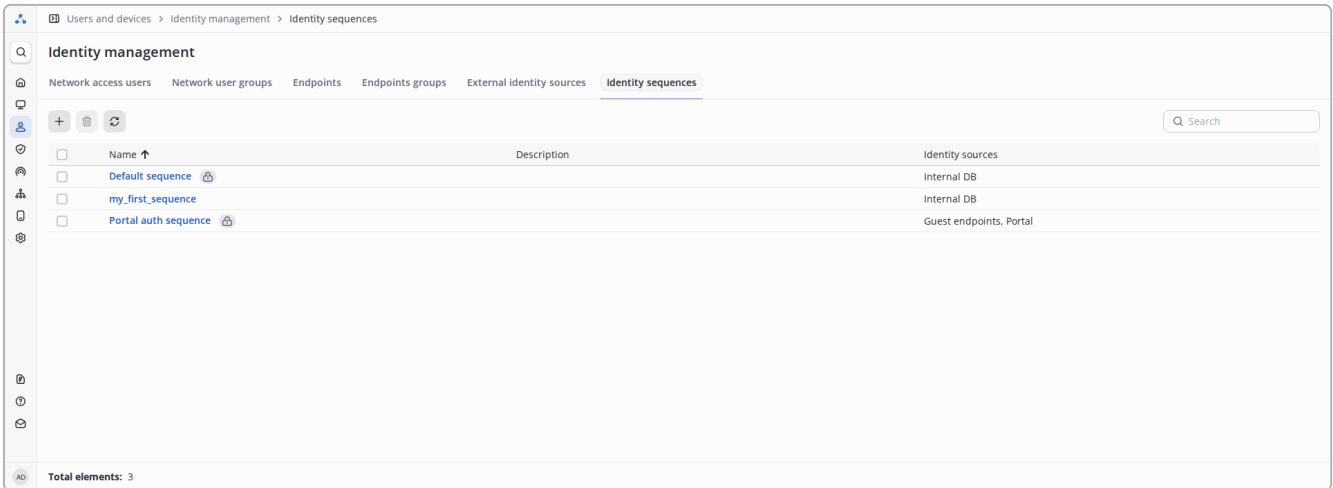 Users and devices > Identity management > Identity sequences
Identity management
Network access users Network user groups Endpoints Endpoints groups External identity sources Identity sequences
Search
Name Description Identity sources
Default sequence Internal DB
my_first_sequence Internal DB
Portal auth sequence Guest endpoints, Portal
AD Total elements: 3